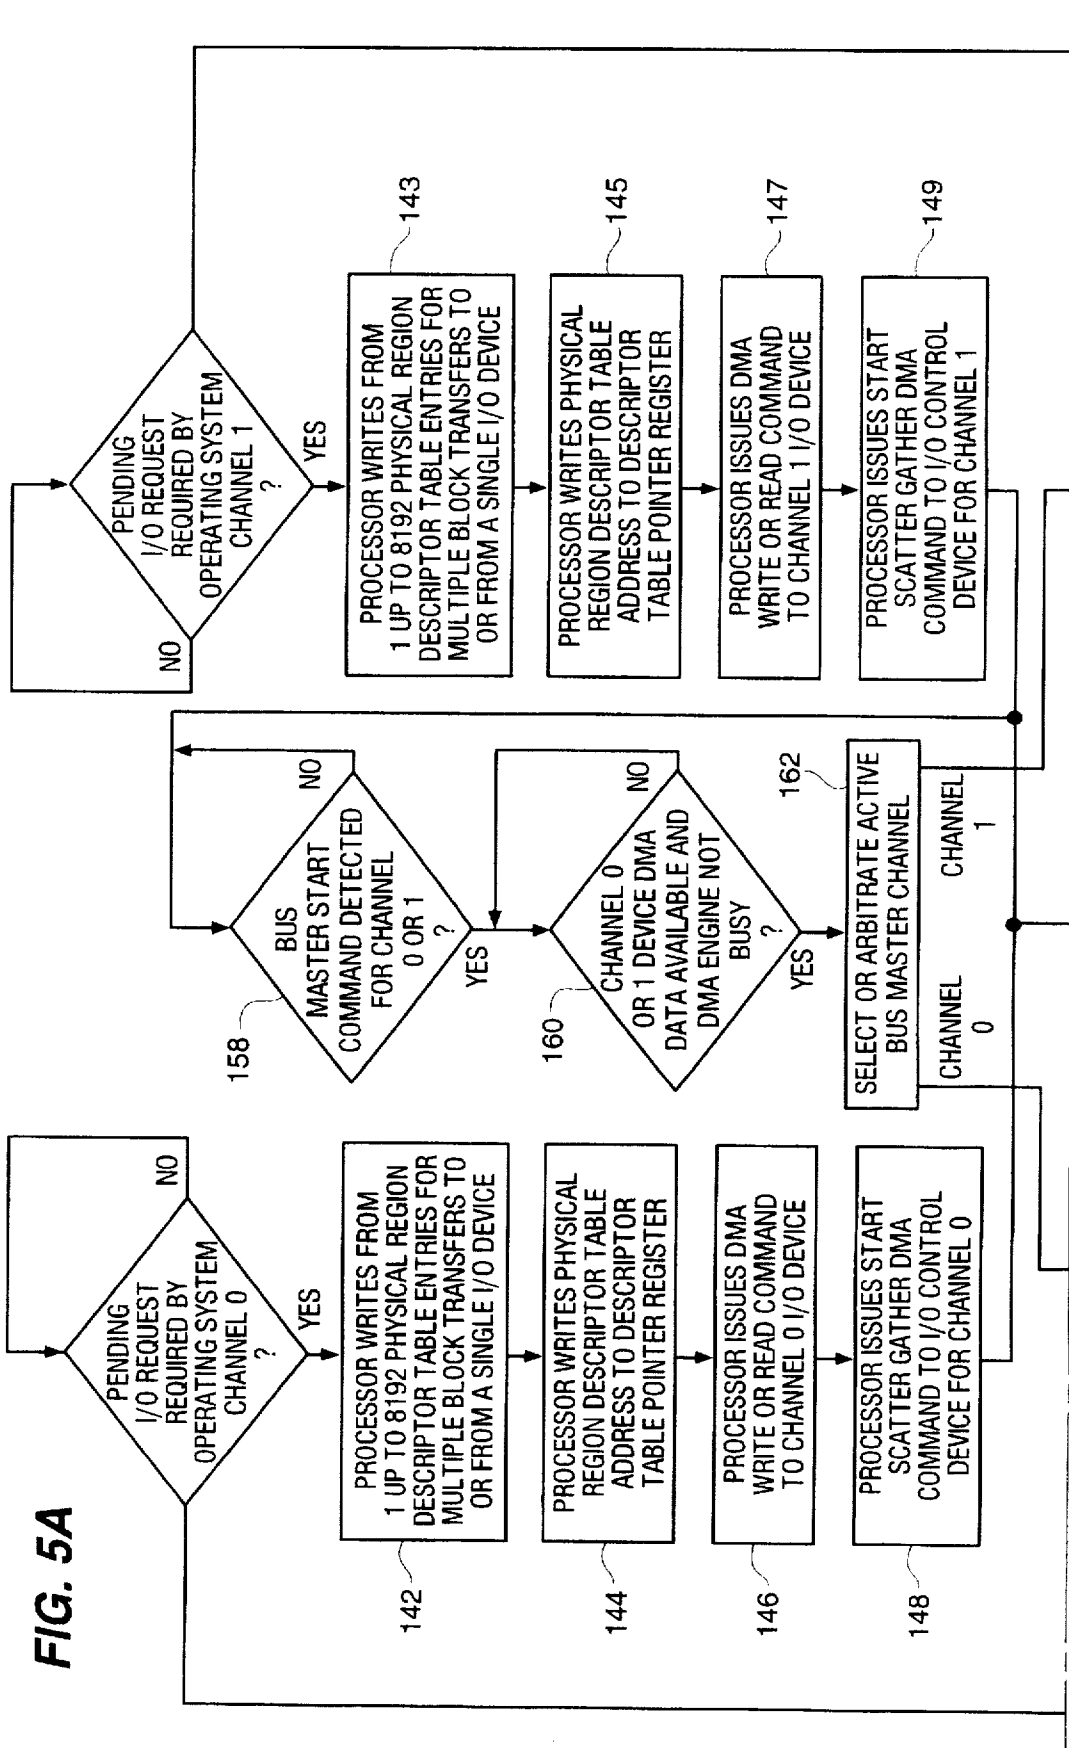 FIG. 5A
PENDING
I/O REQUEST
REQUIRED BY
OPERATING SYSTEM
CHANNEL 0
?
NO
YES
PROCESSOR WRITES FROM
1 UP TO 8192 PHYSICAL REGION
DESCRIPTOR TABLE ENTRIES FOR
MULTIPLE BLOCK TRANSFERS TO
OR FROM A SINGLE I/O DEVICE
142
PROCESSOR WRITES PHYSICAL
REGION DESCRIPTOR TABLE
ADDRESS TO DESCRIPTOR
TABLE POINTER REGISTER
144
PROCESSOR ISSUES DMA
WRITE OR READ COMMAND
TO CHANNEL 0 I/O DEVICE
146
PROCESSOR ISSUES START
SCATTER GATHER DMA
COMMAND TO I/O CONTROL
DEVICE FOR CHANNEL 0
148
BUS
MASTER START
COMMAND DETECTED
FOR CHANNEL
0 OR 1
?
158
NO
YES
CHANNEL 0
OR 1 DEVICE DMA
DATA AVAILABLE AND
DMA ENGINE NOT
BUSY
?
160
NO
YES
SELECT OR ARBITRATE ACTIVE
BUS MASTER CHANNEL
162
CHANNEL
0
CHANNEL
1
PENDING
I/O REQUEST
REQUIRED BY
OPERATING SYSTEM
CHANNEL 1
?
NO
YES
PROCESSOR WRITES FROM
1 UP TO 8192 PHYSICAL REGION
DESCRIPTOR TABLE ENTRIES FOR
MULTIPLE BLOCK TRANSFERS TO
OR FROM A SINGLE I/O DEVICE
143
PROCESSOR WRITES PHYSICAL
REGION DESCRIPTOR TABLE
ADDRESS TO DESCRIPTOR
TABLE POINTER REGISTER
145
PROCESSOR ISSUES DMA
WRITE OR READ COMMAND
TO CHANNEL 1 I/O DEVICE
147
PROCESSOR ISSUES START
SCATTER GATHER DMA
COMMAND TO I/O CONTROL
DEVICE FOR CHANNEL 1
149